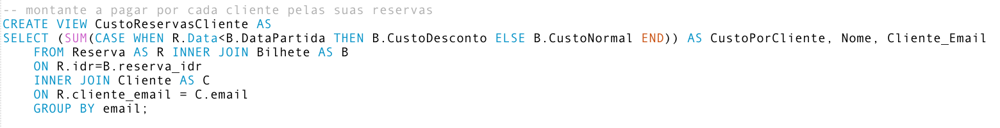 -- montante a pagar por cada cliente pelas suas reservas
CREATE VIEW CustoReservasCliente AS
SELECT (SUM(CASE WHEN R.Data<B.DataPartida THEN B.CustoDesconto ELSE B.CustoNormal END)) AS CustoPorCliente, Nome, Cliente_Email
    FROM Reserva AS R INNER JOIN Bilhete AS B
    ON R.idr=B.reserva_idr
    INNER JOIN Cliente AS C
    ON R.cliente_email = C.email
    GROUP BY email;